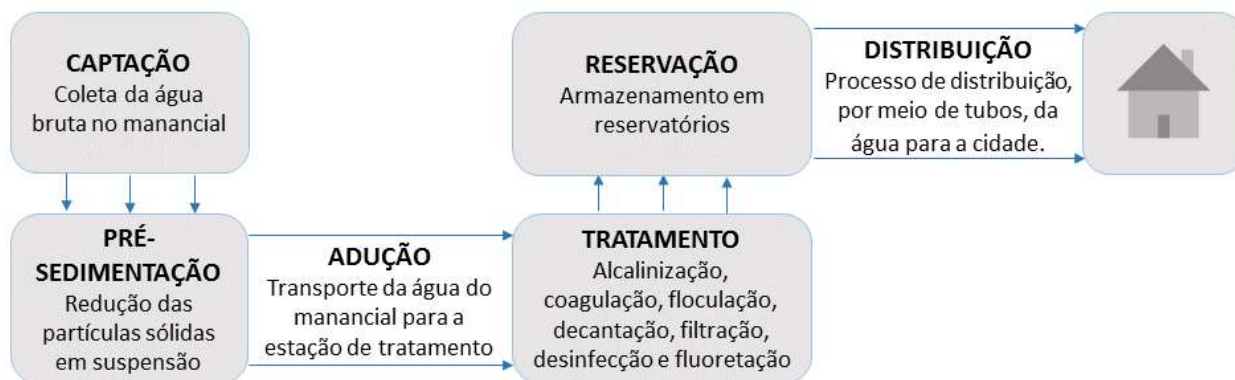 CAPTAÇÃO
Coleta da água
bruta no manancial
PRÉ-
SEDIMENTAÇÃO
Redução das
partículas sólidas
em suspensão
ADUÇÃO
Transporte da água do
manancial para a
estação de tratamento
TRATAMENTO
Alcalinização,
coagulação, floculação,
decantação, filtração,
desinfecção e fluoretação
RESERVAÇÃO
Armazenamento em
reservatórios
DISTRIBUIÇÃO
Processo de distribuição,
por meio de tubos, da
água para a cidade.